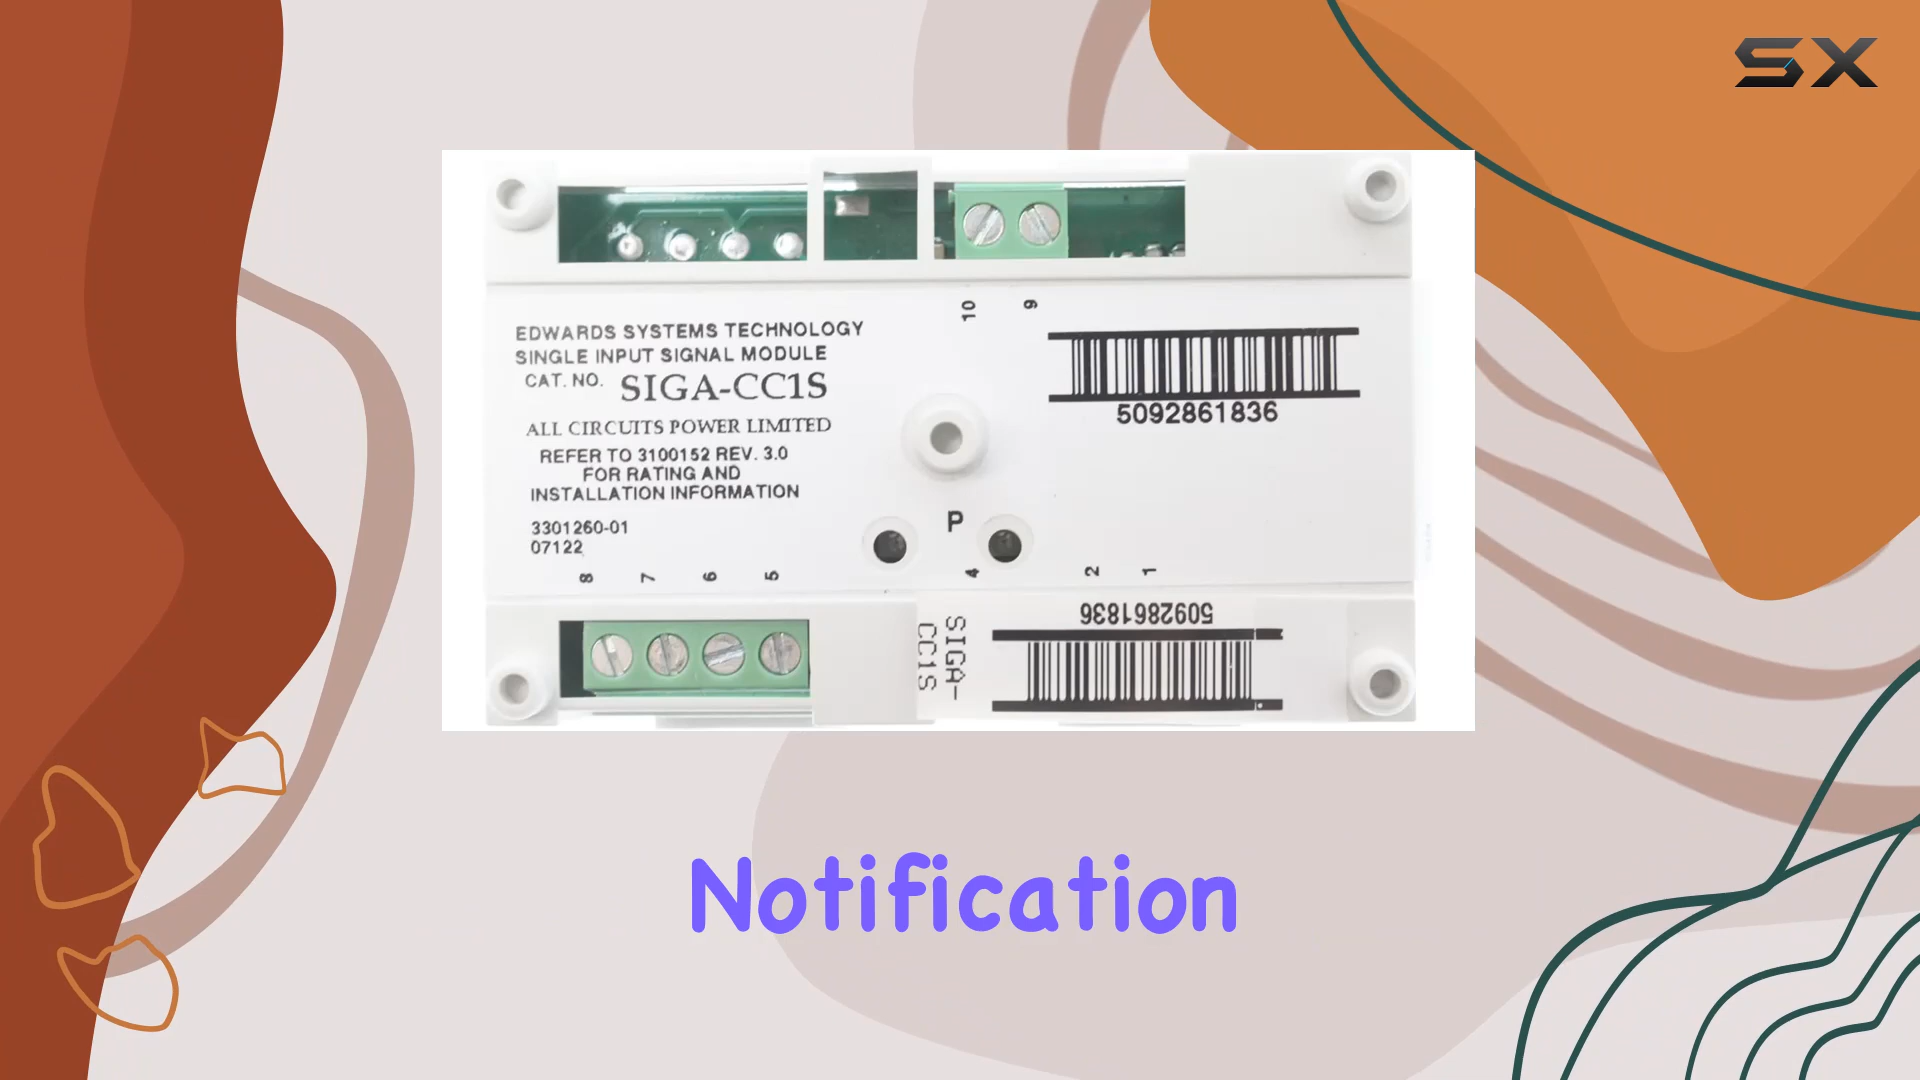 SX
10 9
EDWARDS SYSTEMS TECHNOLOGY
SINGLE INPUT SIGNAL MODULE
CAT. NO. SIGA-CC1S
ALL CIRCUITS POWER LIMITED
REFER TO 3100152 REV. 3.0
FOR RATING AND
INSTALLATION INFORMATION
3301260-01
07122
5092861836
P
8 7 6 5 4 2 1
5092861836
SIGA-
CC1S
Notification